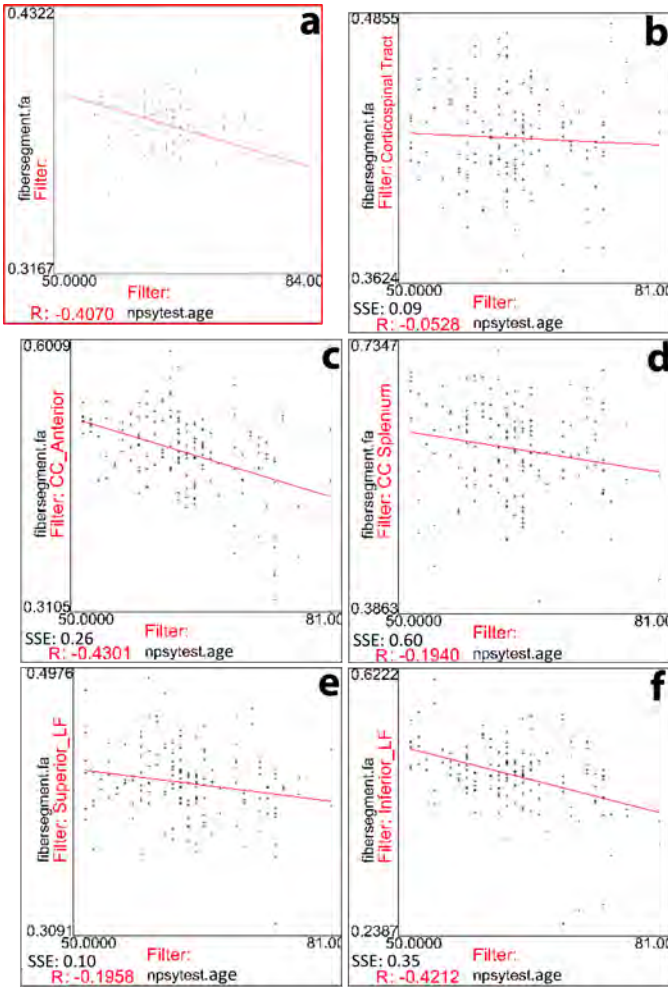 0.4322
a
fibersegment.fa
Filter:
0.3167
50.0000
84.00
Filter:
R: -0.4070
npsytest.age
0.4855
b
fibersegment.fa
Filter: Corticospinal Tract
0.3624
50.0000
81.00
SSE: 0.09
Filter:
R: -0.0528
npsytest.age
0.6009
c
fibersegment.fa
Filter: CC_Anterior
0.3105
50.0000
81.00
SSE: 0.26
Filter:
R: -0.4301
npsytest.age
0.7347
d
fibersegment.fa
Filter: CC Splenium
0.3863
50.0000
81.00
SSE: 0.60
Filter:
R: -0.1940
npsytest.age
0.4976
e
fibersegment.fa
Filter: Superior_LF
0.3091
50.0000
81.00
SSE: 0.10
Filter:
R: -0.1958
npsytest.age
0.6222
f
fibersegment.fa
Filter: Inferior_LF
0.2387
50.0000
81.00
SSE: 0.35
Filter:
R: -0.4212
npsytest.age